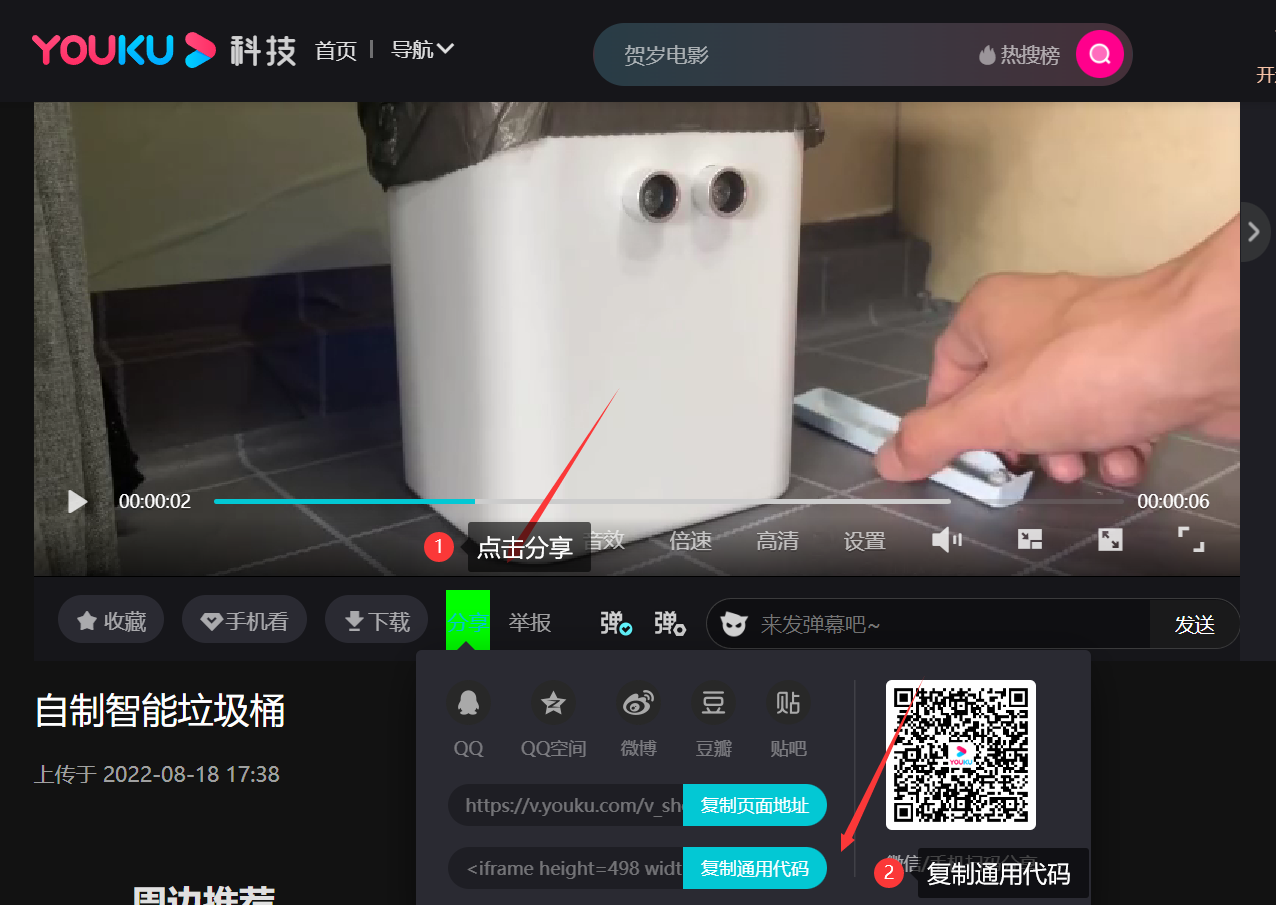 YOUKU 科技 首页 | 导航
贺岁电影 热搜榜
开
00:00:02 00:00:06
1 点击分享 音效 倍速 高清 设置
收藏 手机看 下载 分享 举报 弹 弹 来发弹幕吧~ 发送
自制智能垃圾桶
上传于 2022-08-18 17:38
QQ QQ空间 微博 豆瓣 贴吧
豆 贴
YOUKU
https://v.youku.com/v_sh 复制页面地址
<iframe height=498 widt 复制通用代码
微信/手机扫码分享
2 复制通用代码
周边推荐